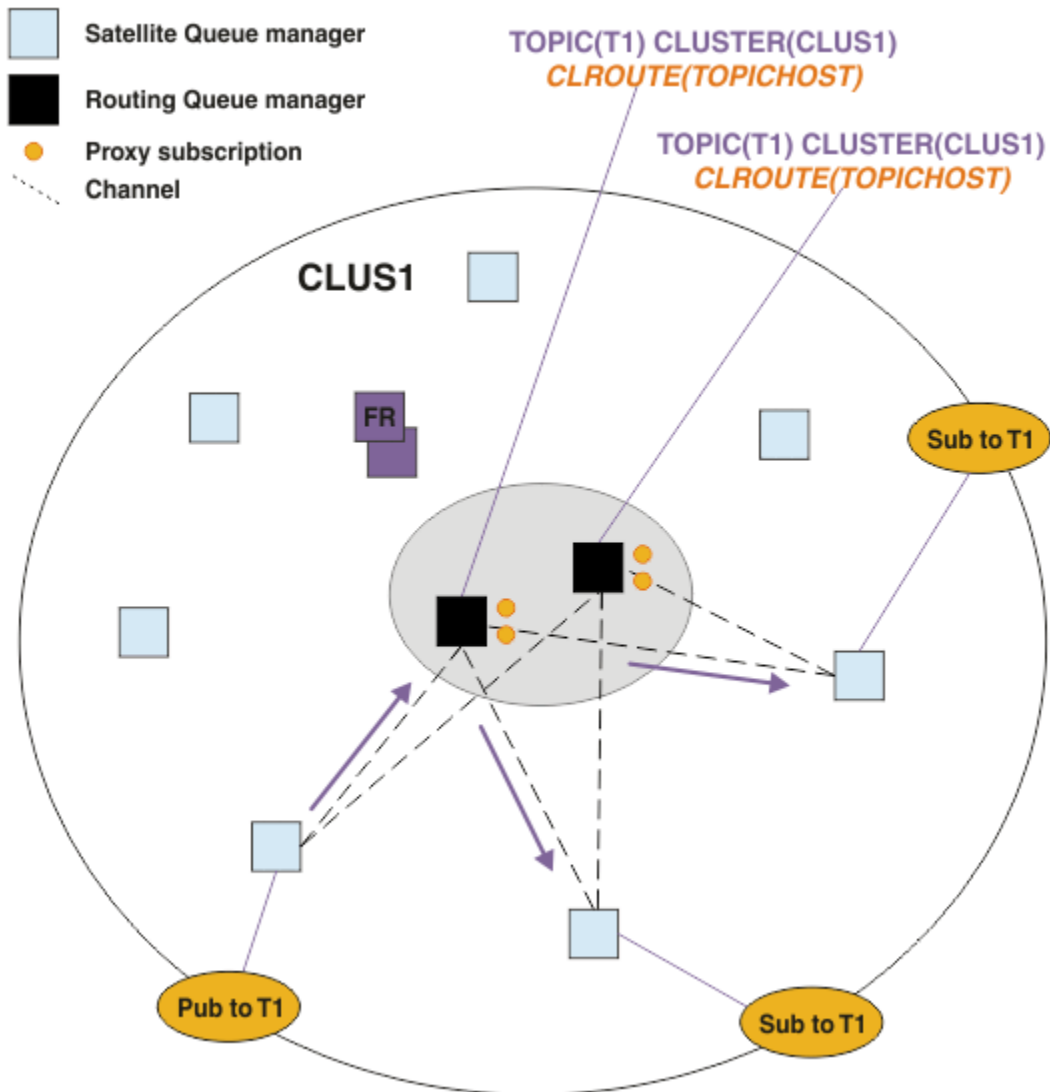 Satellite Queue manager
Routing Queue manager
Proxy subscription
Channel
TOPIC(T1) CLUSTER(CLUS1)
CLROUTE(TOPICHOST)
TOPIC(T1) CLUSTER(CLUS1)
CLROUTE(TOPICHOST)
CLUS1
FR
Sub to T1
Pub to T1
Sub to T1